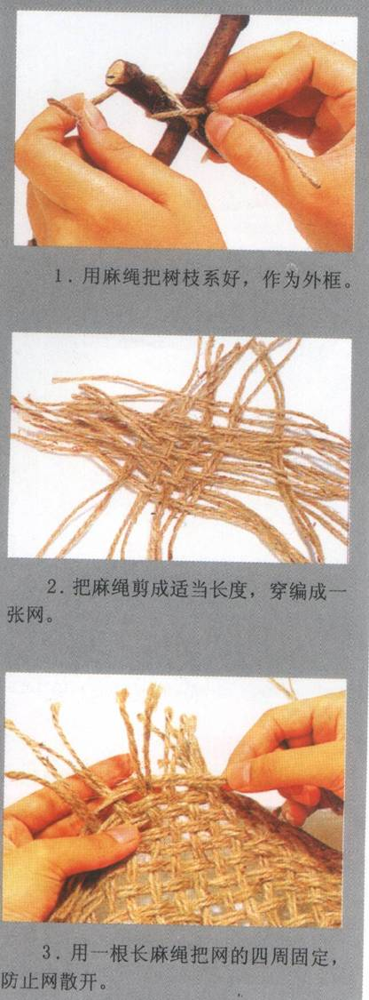 1. 用麻绳把树枝系好，作为外框。
2. 把麻绳剪成适当长度，穿编成一
张网。
3. 用一根长麻绳把网的四周固定，
防止网散开。